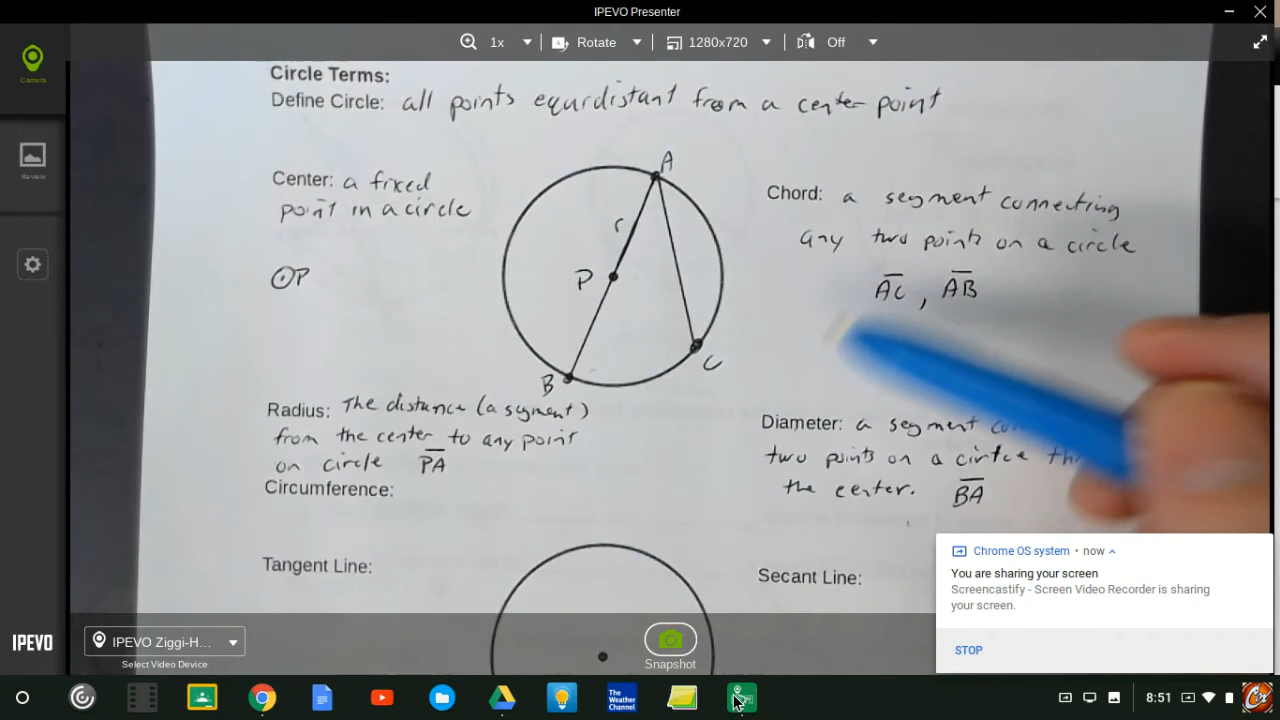 IPEVO Presenter
1x
Rotate
1280x720
Off
Camera
Review
Circle Terms:
Define Circle: all points equidistant from a center point
Center: a fixed
point in a circle
⊙P
A
r
P
B
C
Chord: a segment connecting
any two points on a circle
AC, AB
Radius: The distance (a segment)
from the center to any point
on circle PA
Circumference:
Diameter: a segment
two points on a circle
the center. BA
Tangent Line:
Secant Line:
Chrome OS system • now
You are sharing your screen
Screencastify - Screen Video Recorder is sharing
your screen.
STOP
IPEVO
IPEVO Ziggi-H...
Select Video Device
Snapshot
The
Weather
Channel
8:51